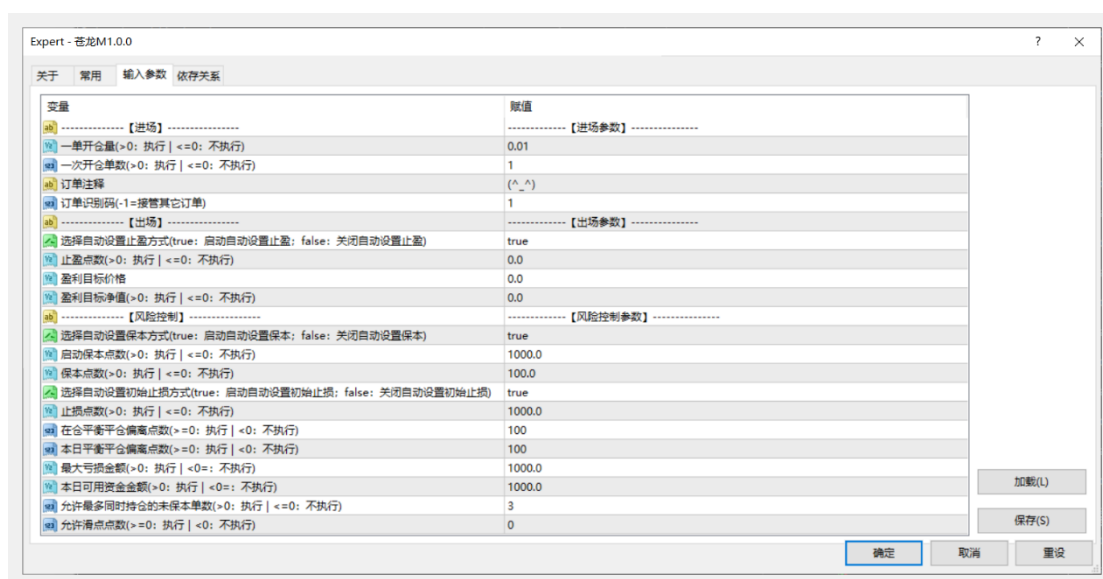 Expert - 苍龙M1.0.0
关于 常用 输入参数 依存关系
变量 赋值
-------------- 【进场】 ---------------- ------------- 【进场参数】 ---------------
一单开仓量(>0: 执行 | <=0: 不执行) 0.01
一次开仓单数(>0: 执行 | <=0: 不执行) 1
订单注释 (^_^)
订单识别码(-1=接管其它订单) 1
-------------- 【出场】 ---------------- ------------- 【出场参数】 ---------------
选择自动设置止盈方式(true: 启动自动设置止盈; false: 关闭自动设置止盈) true
止盈点数(>0: 执行 | <=0: 不执行) 0.0
盈利目标价格 0.0
盈利目标净值(>0: 执行 | <=0: 不执行) 0.0
-------------- 【风险控制】 ---------------- ------------- 【风险控制参数】 ---------------
选择自动设置保本方式(true: 启动自动设置保本; false: 关闭自动设置保本) true
启动保本点数(>0: 执行 | <=0: 不执行) 1000.0
保本点数(>0: 执行 | <=0: 不执行) 100.0
选择自动设置初始止损方式(true: 启动自动设置初始止损; false: 关闭自动设置初始止损) true
止损点数(>0: 执行 | <=0: 不执行) 1000.0
在仓平衡平仓偏离点数(>=0: 执行 | <0: 不执行) 100
本日平衡平仓偏离点数(>=0: 执行 | <0: 不执行) 100
最大亏损金额(>0: 执行 | <0=: 不执行) 1000.0
本日可用资金金额(>0: 执行 | <0=: 不执行) 1000.0
允许最多同时持仓的未保本单数(>0: 执行 | <=0: 不执行) 3
允许滑点点数(>=0: 执行 | <0: 不执行) 0
加载(L)
保存(S)
确定 取消 重设